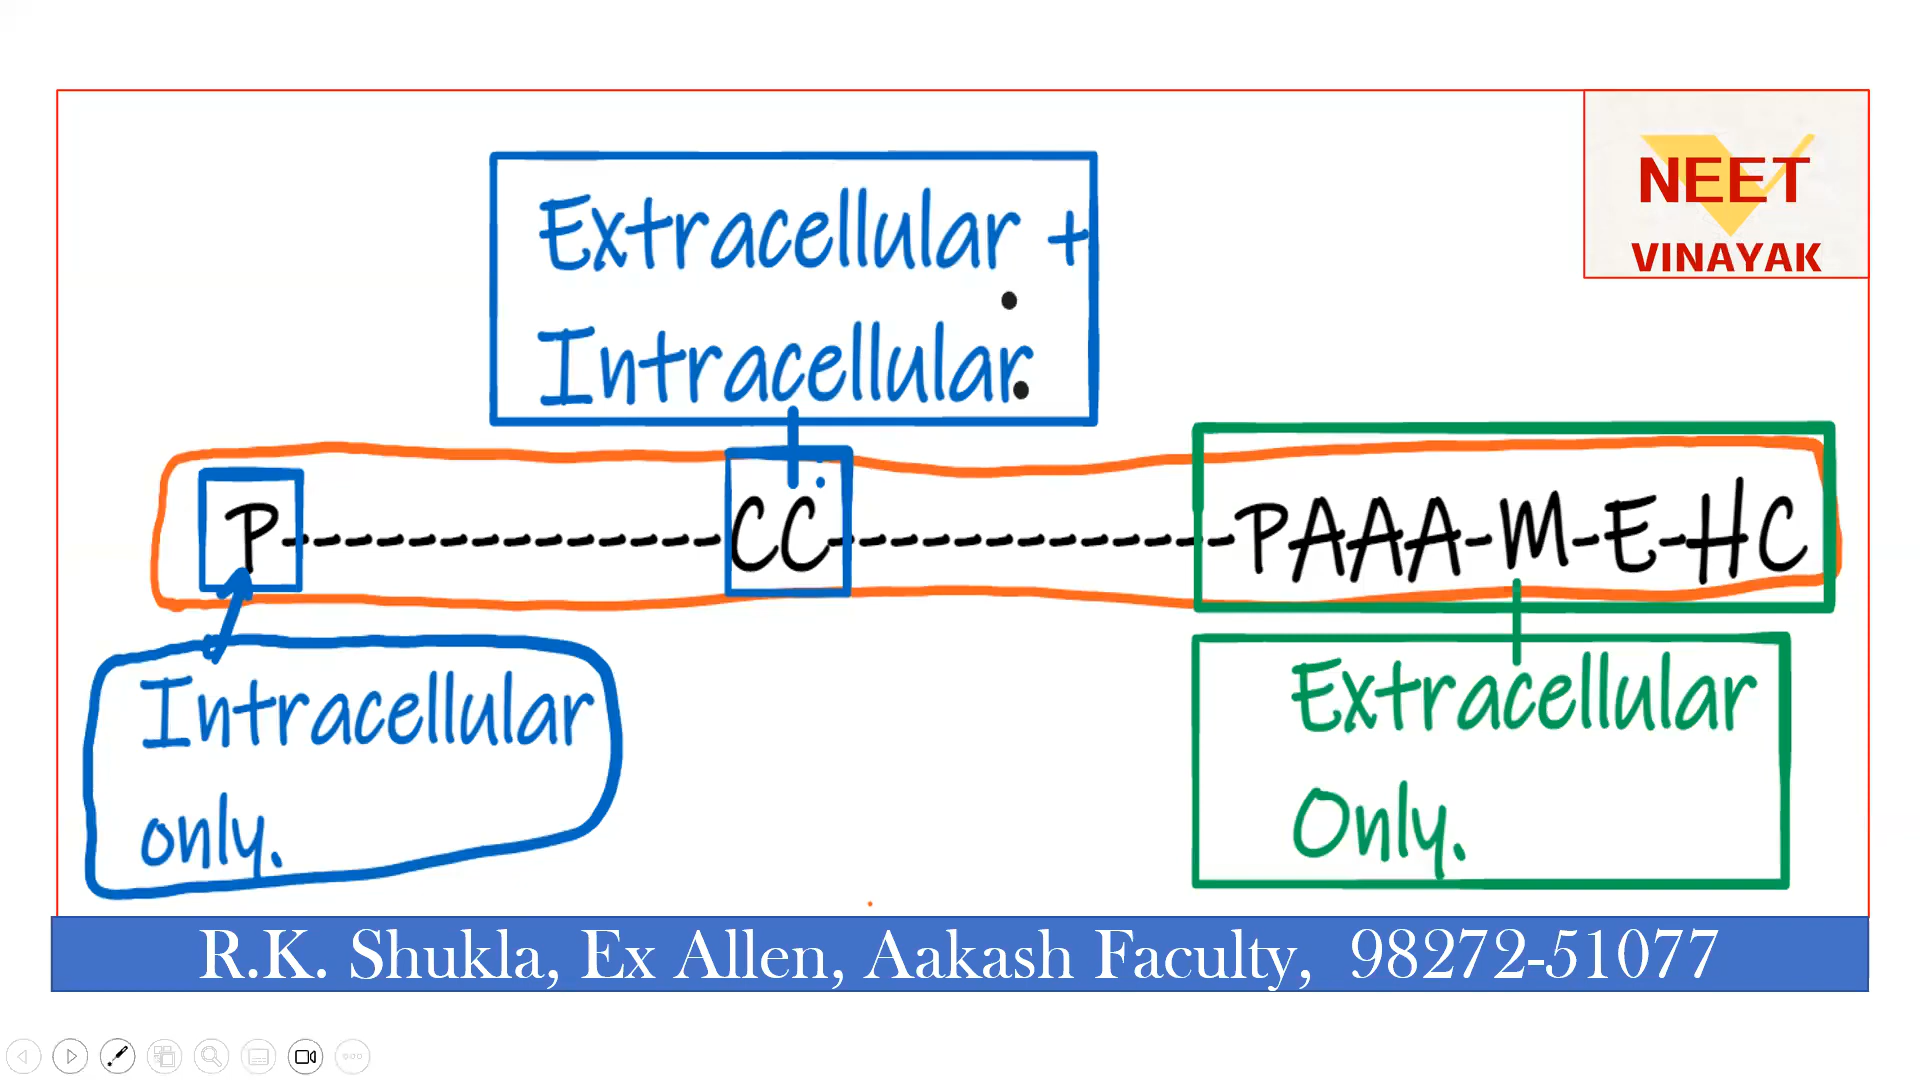 NEET
VINAYAK
Extracellular +
Intracellular
P--------------CC-------------PAAA-M-E-HC
Intracellular
only.
Extracellular
Only.
R.K. Shukla, Ex Allen, Aakash Faculty, 98272-51077